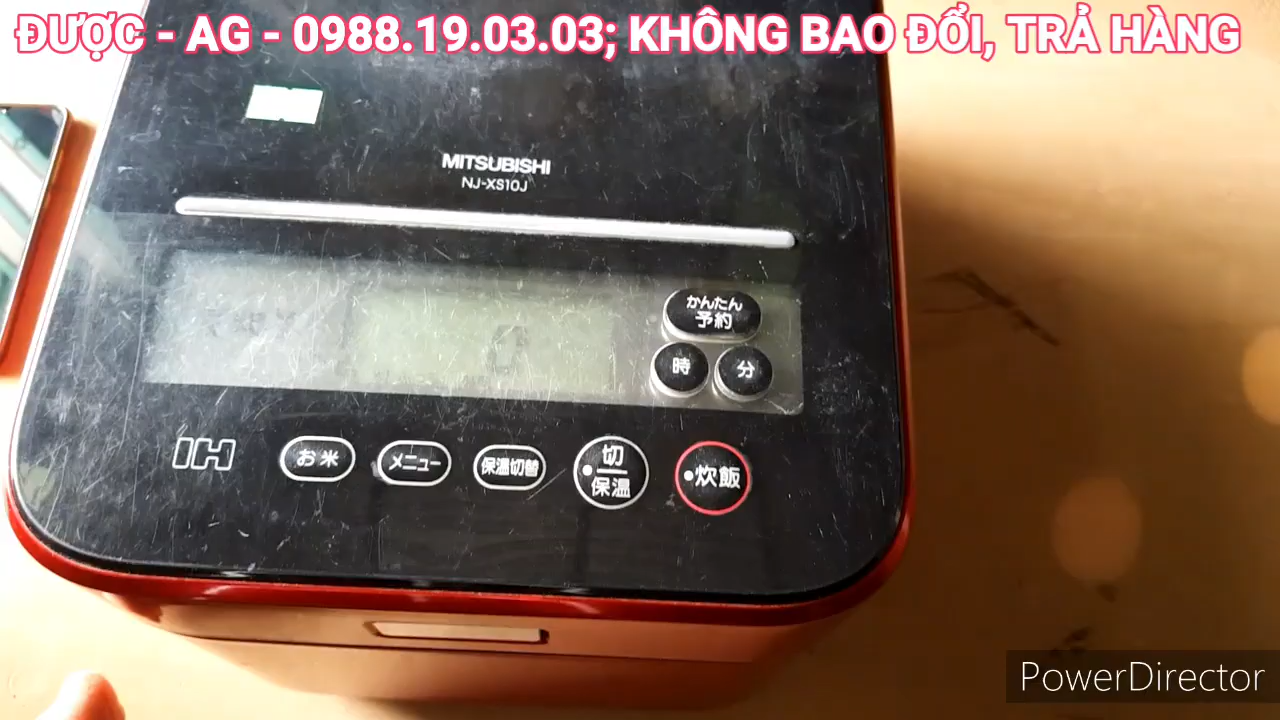 ĐƯỢC - AG - 0988.19.03.03; KHÔNG BAO ĐỔI, TRẢ HÀNG
MITSUBISHI
NJ-XS10J
かんたん
予約
時 分
IH お米 メニュー 保温切替 切 保温 炊飯
PowerDirector